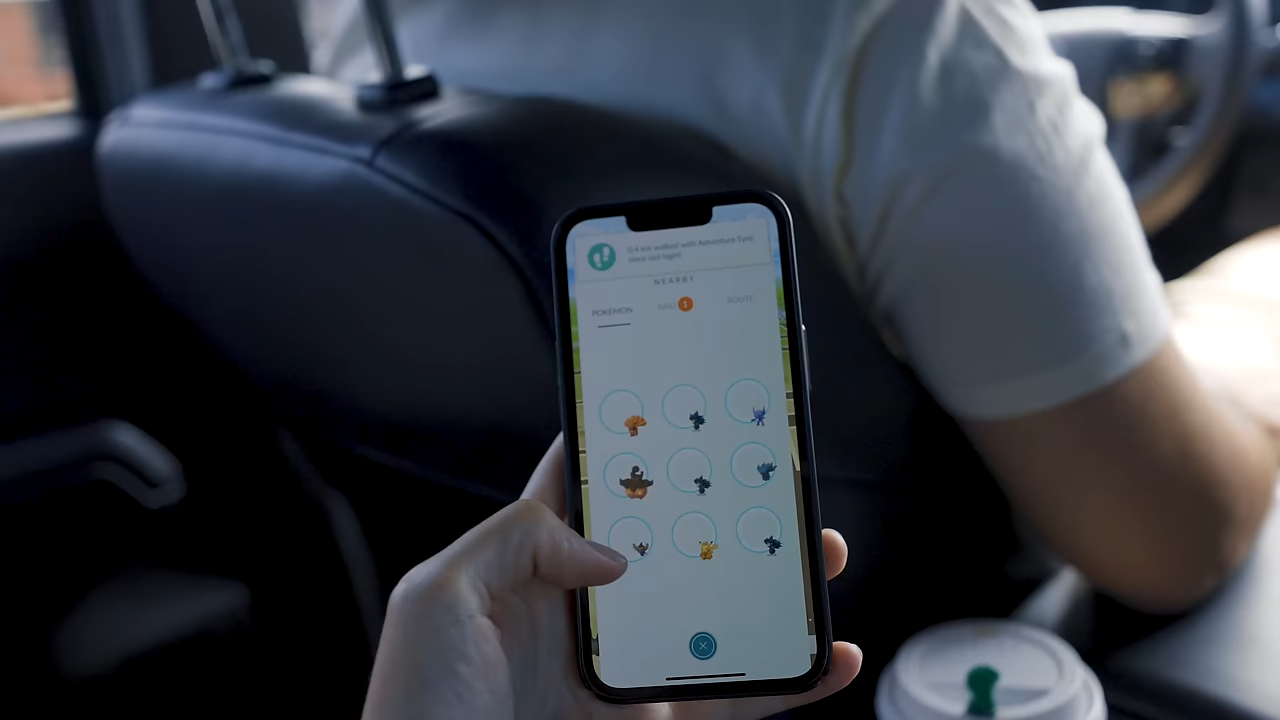 0.4 km walked with Adventure Sync
since last login!
NEARBY
POKÉMON
RAID
1
ROUTE